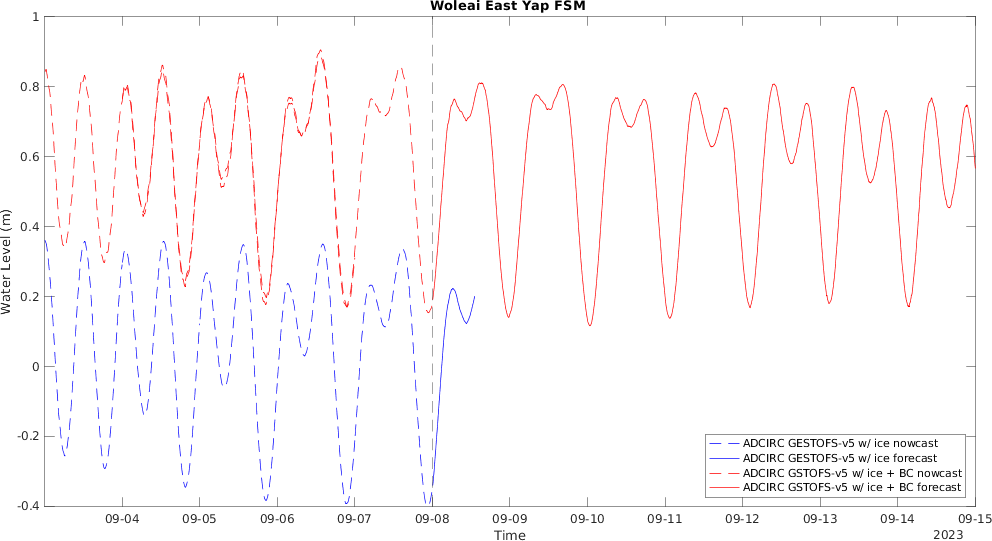 Woleai East Yap FSM
1
0.8
0.6
0.4
0.2
0
-0.2
-0.4
Water Level (m)
ADCIRC GESTOFS-v5 w/ ice nowcast
ADCIRC GESTOFS-v5 w/ ice forecast
ADCIRC GSTOFS-v5 w/ ice + BC nowcast
ADCIRC GSTOFS-v5 w/ ice + BC forecast
09-04 09-05 09-06 09-07 09-08 09-09 09-10 09-11 09-12 09-13 09-14 09-15
Time
2023